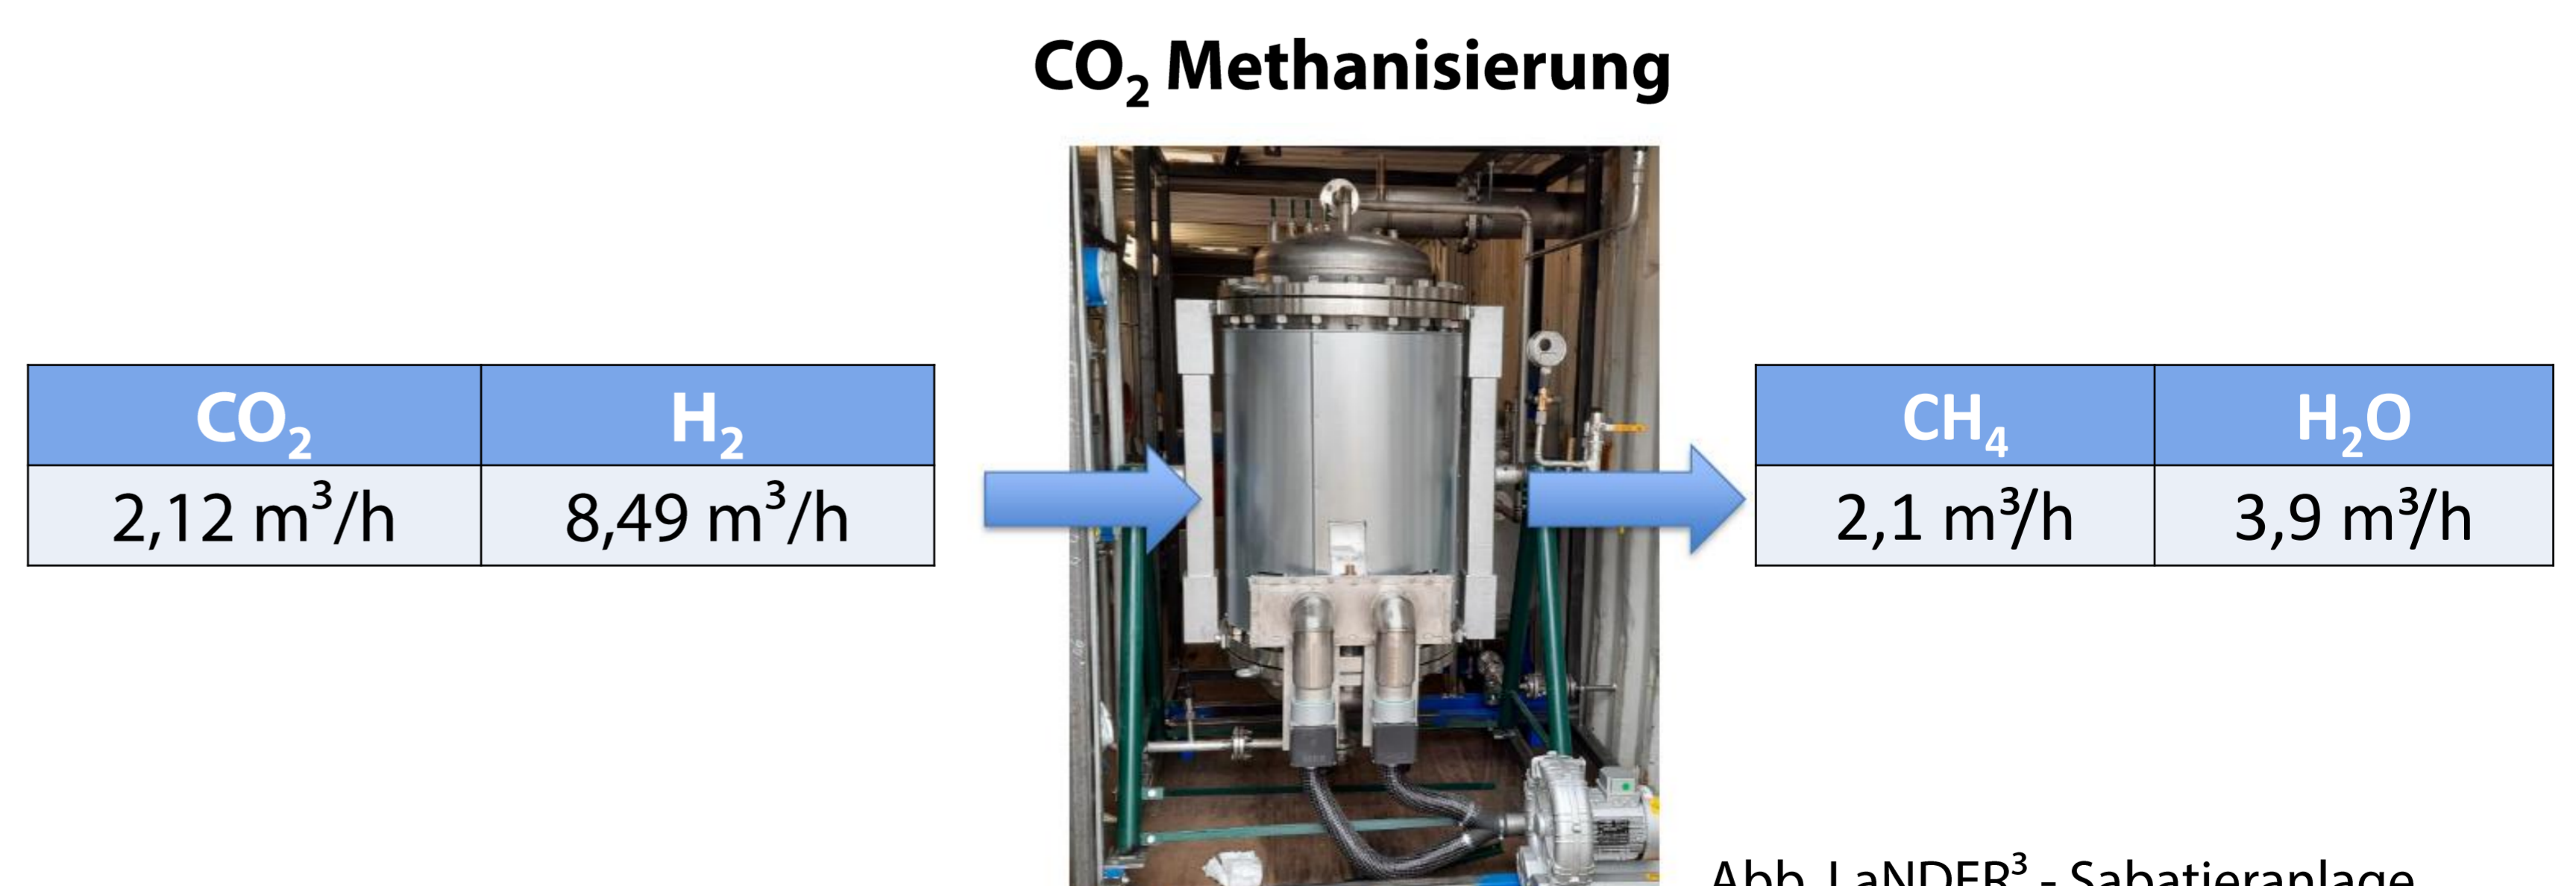 CO₂ Methanisierung
CO₂ H₂
2,12 m³/h 8,49 m³/h
CH₄ H₂O
2,1 m³/h 3,9 m³/h
Abb. LaNDER³ - Sabatieranlage